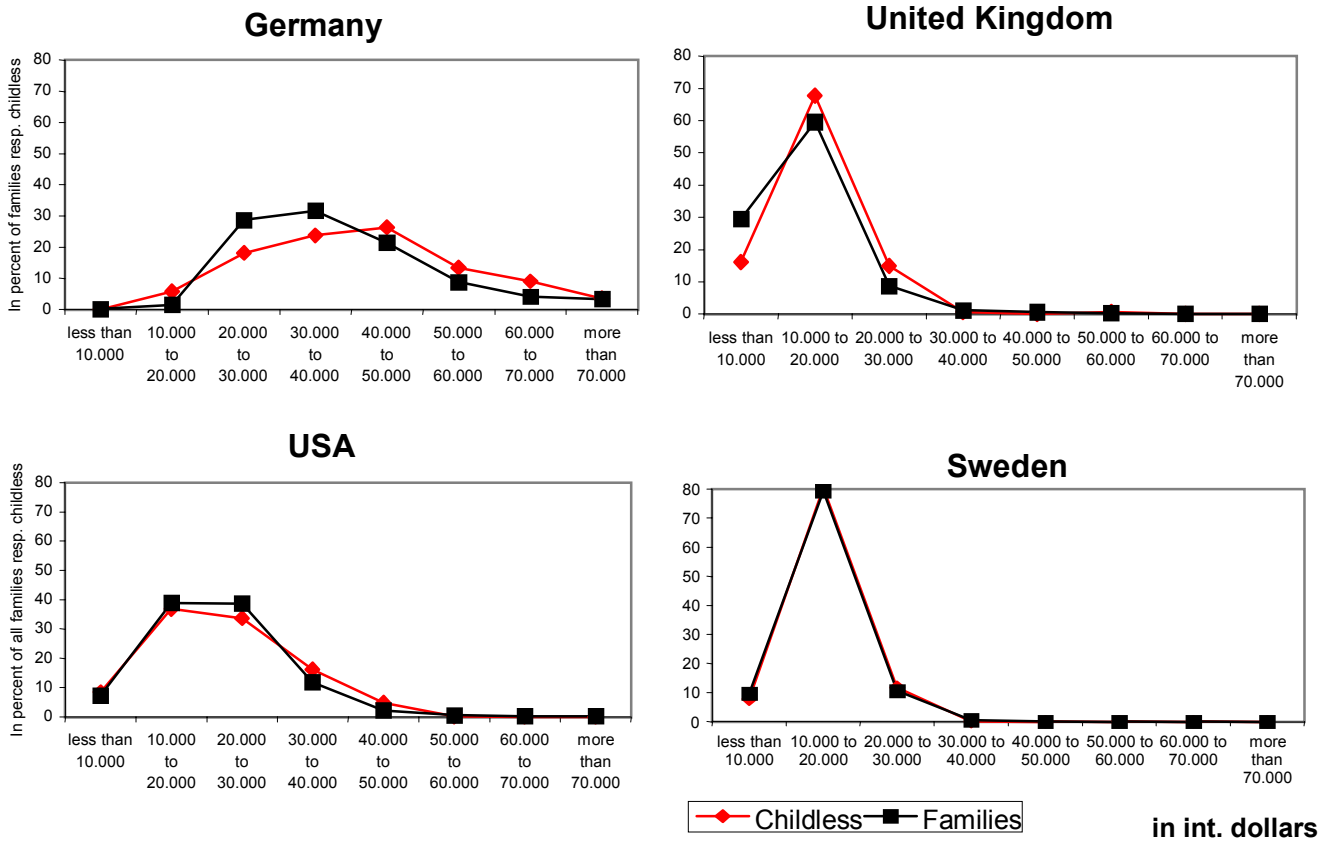 Germany
In percent of families resp. childless
80
70
60
50
40
30
20
10
0
less than 10.000
10.000 to 20.000
20.000 to 30.000
30.000 to 40.000
40.000 to 50.000
50.000 to 60.000
60.000 to 70.000
more than 70.000
United Kingdom
80
70
60
50
40
30
20
10
0
less than 10.000
10.000 to 20.000
20.000 to 30.000
30.000 to 40.000
40.000 to 50.000
50.000 to 60.000
60.000 to 70.000
more than 70.000
USA
In percent of all families resp. childless
80
70
60
50
40
30
20
10
0
less than 10.000
10.000 to 20.000
20.000 to 30.000
30.000 to 40.000
40.000 to 50.000
50.000 to 60.000
60.000 to 70.000
more than 70.000
Sweden
80
70
60
50
40
30
20
10
0
less than 10.000
10.000 to 20.000
20.000 to 30.000
30.000 to 40.000
40.000 to 50.000
50.000 to 60.000
60.000 to 70.000
more than 70.000
Childless Families
in int. dollars